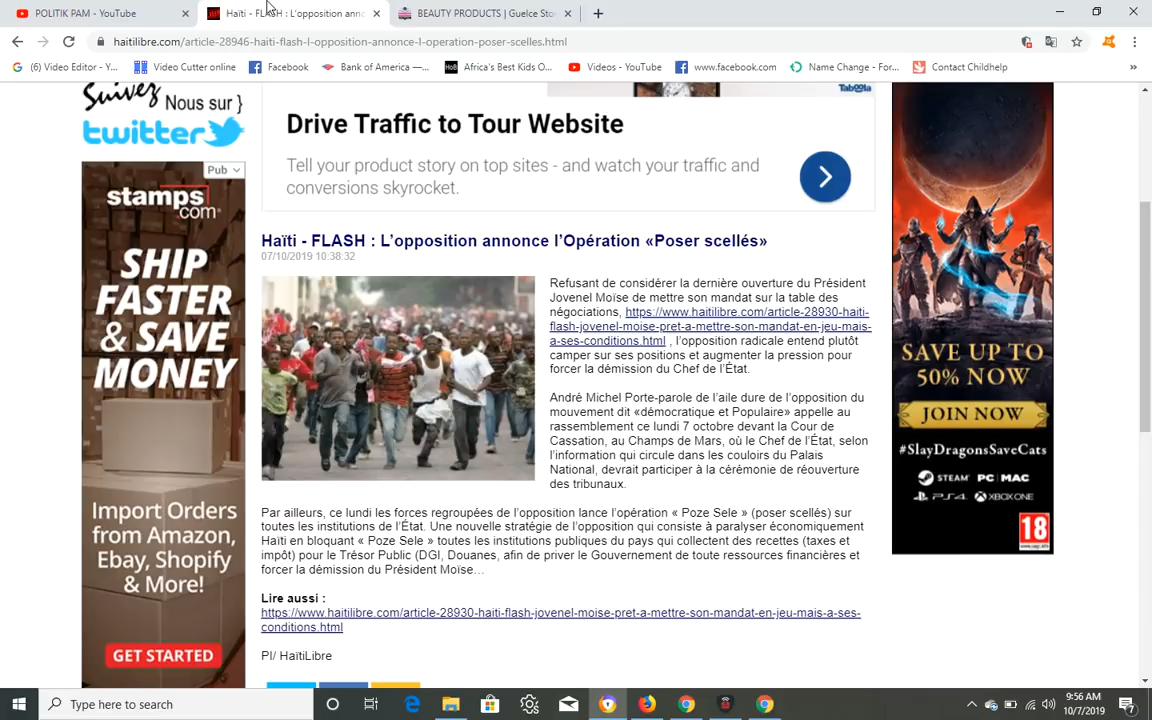 POLITIK PAM - YouTube
Haïti - FLASH : L'opposition ann
BEAUTY PRODUCTS | Guelce Sto
haitilibre.com/article-28946-haiti-flash-l-opposition-annonce-l-operation-poser-scelles.html
(6) Video Editor - Y...
Video Cutter online
Facebook
HoB
Bank of America —...
Africa's Best Kids O...
Videos - YouTube
www.facebook.com
Name Change - For...
Contact Childhelp
Suivez Nous sur }
twitter
Taboola
Drive Traffic to Tour Website
Tell your product story on top sites - and watch your traffic and
conversions skyrocket.
Pub
stamps.com
SHIP
FASTER
& SAVE
MONEY
Import Orders
from Amazon,
Ebay, Shopify
& More!
GET STARTED
Haïti - FLASH : L'opposition annonce l'Opération «Poser scellés»
07/10/2019 10:38:32
Refusant de considérer la dernière ouverture du Président
Jovenel Moïse de mettre son mandat sur la table des
négociations, https://www.haitilibre.com/article-28930-haiti-
flash-jovenel-moise-pret-a-mettre-son-mandat-en-jeu-mais-
a-ses-conditions.html , l'opposition radicale entend plutôt
camper sur ses positions et augmenter la pression pour
forcer la démission du Chef de l'État.
André Michel Porte-parole de l'aile dure de l'opposition du
mouvement dit «démocratique et Populaire» appelle au
rassemblement ce lundi 7 octobre devant la Cour de
Cassation, au Champs de Mars, où le Chef de l'État, selon
l'information qui circule dans les couloirs du Palais
National, devrait participer à la cérémonie de réouverture
des tribunaux.
Par ailleurs, ce lundi les forces regroupées de l'opposition lance l'opération « Poze Sele » (poser scellés) sur
toutes les institutions de l'État. Une nouvelle stratégie de l'opposition qui consiste à paralyser économiquement
Haïti en bloquant « Poze Sele » toutes les institutions publiques du pays qui collectent des recettes (taxes et
impôt) pour le Trésor Public (DGI, Douanes, afin de priver le Gouvernement de toute ressources financières et
forcer la démission du Président Moïse…
Lire aussi :
https://www.haitilibre.com/article-28930-haiti-flash-jovenel-moise-pret-a-mettre-son-mandat-en-jeu-mais-a-ses-
conditions.html
PI/ HaïtiLibre
SAVE UP TO
50% NOW
JOIN NOW
#SlayDragonsSaveCats
STEAM PC | MAC
PS4 XBOX ONE
18
Type here to search
9:56 AM
10/7/2019
7